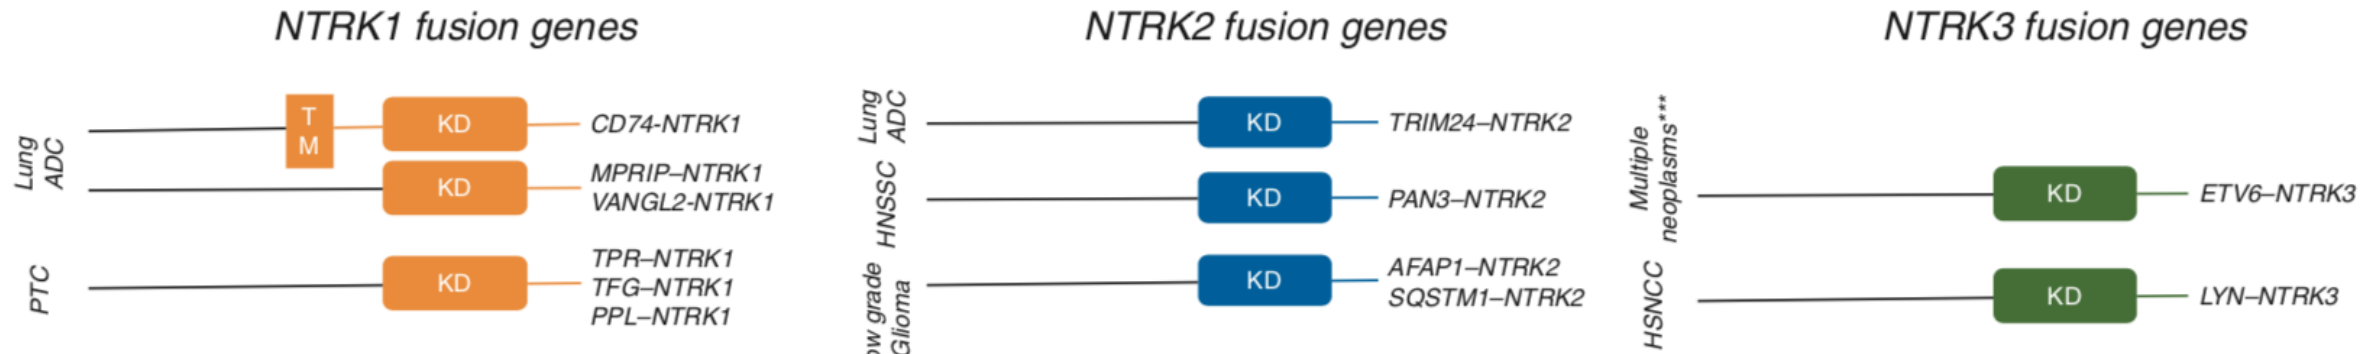 NTRK1 fusion genes
Lung
ADC
T
M
KD
CD74-NTRK1
KD
MPRIP–NTRK1
VANGL2-NTRK1
PTC
KD
TPR–NTRK1
TFG–NTRK1
PPL–NTRK1
NTRK2 fusion genes
Lung
ADC
KD
TRIM24–NTRK2
HNSSC
KD
PAN3–NTRK2
ow grade
Glioma
KD
AFAP1–NTRK2
SQSTM1–NTRK2
NTRK3 fusion genes
Multiple
neoplasms***
KD
ETV6–NTRK3
HSNCC
KD
LYN–NTRK3